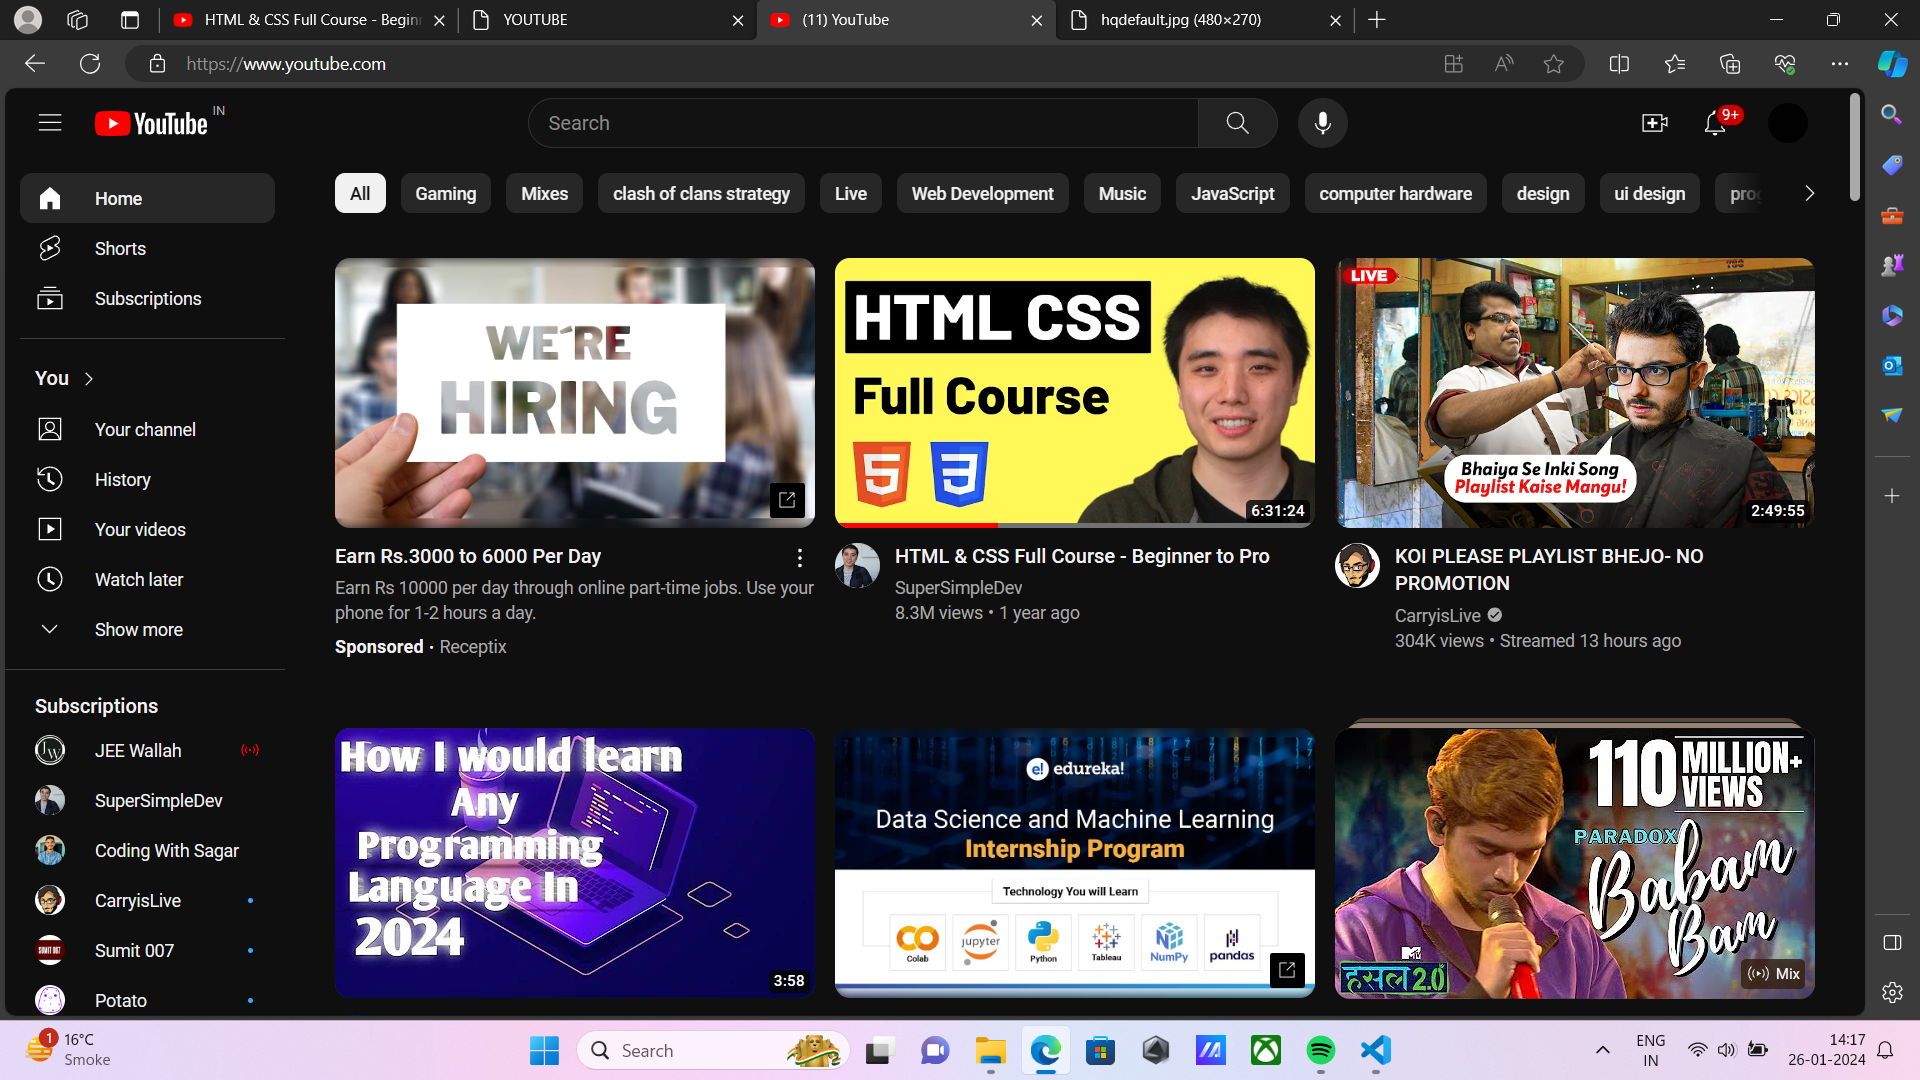 HTML & CSS Full Course - Beginn
YOUTUBE
(11) YouTube
hqdefault.jpg (480×270)
https://www.youtube.com
YouTube IN
Search
9+
Home
Shorts
Subscriptions
You
Your channel
History
Your videos
Watch later
Show more
Subscriptions
JEE Wallah
SuperSimpleDev
Coding With Sagar
CarryisLive
Sumit 007
Potato
All
Gaming
Mixes
clash of clans strategy
Live
Web Development
Music
JavaScript
computer hardware
design
ui design
prog
WE´RE
HIRING
Earn Rs.3000 to 6000 Per Day
Earn Rs 10000 per day through online part-time jobs. Use your
phone for 1-2 hours a day.
Sponsored · Receptix
HTML CSS
Full Course
5 3
6:31:24
HTML & CSS Full Course - Beginner to Pro
SuperSimpleDev
8.3M views • 1 year ago
LIVE
Bhaiya Se Inki Song
Playlist Kaise Mangu!
2:49:55
KOI PLEASE PLAYLIST BHEJO- NO
PROMOTION
CarryisLive
304K views • Streamed 13 hours ago
How I would learn
Any
Programming
Language In
2024
3:58
e! edureka!
Data Science and Machine Learning
Internship Program
Technology You will Learn
Colab
jupyter
Python
Tableau
NumPy
pandas
110 MILLION+
VIEWS
PARADOX
Babam
Bam
MTV
हसल 2.0
Mix
1
16°C
Smoke
Search
ENG
IN
14:17
26-01-2024